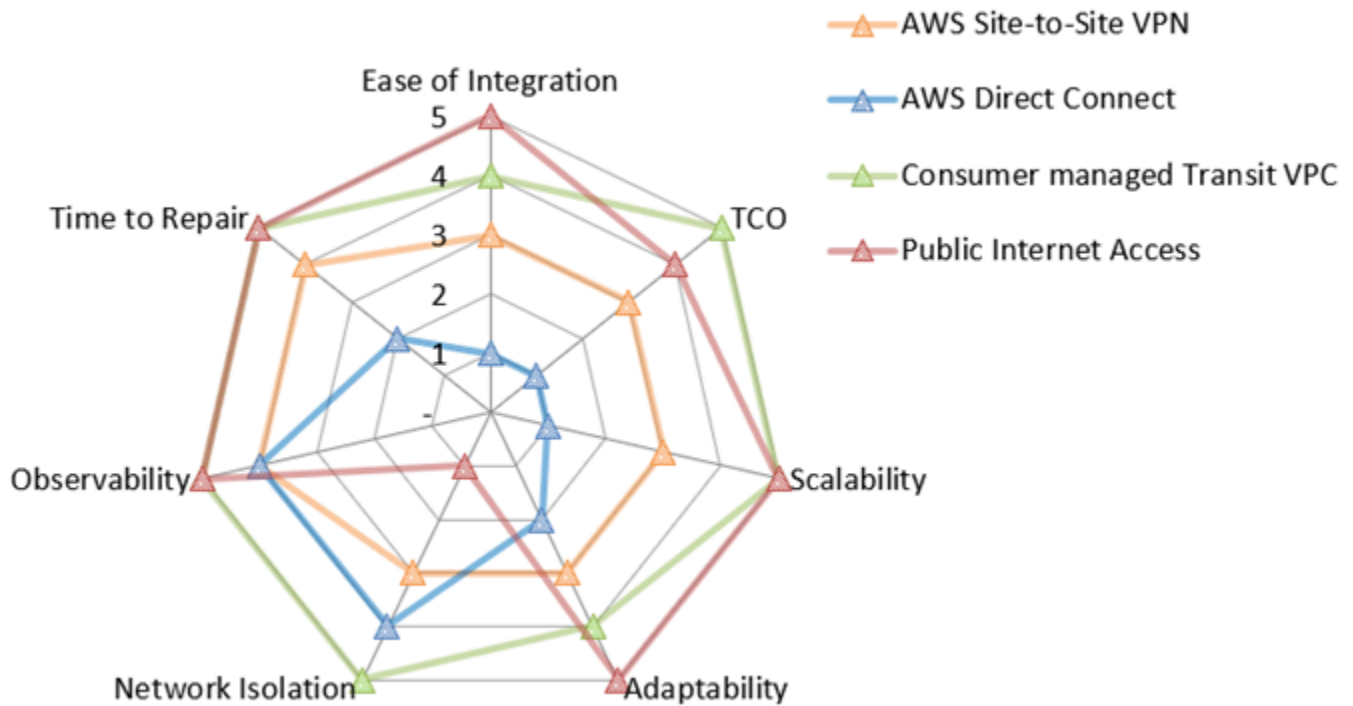 AWS Site-to-Site VPN
AWS Direct Connect
Consumer managed Transit VPC
Public Internet Access
Ease of Integration
5
4
3
2
1
-
TCO
Scalability
Adaptability
Network Isolation
Observability
Time to Repair